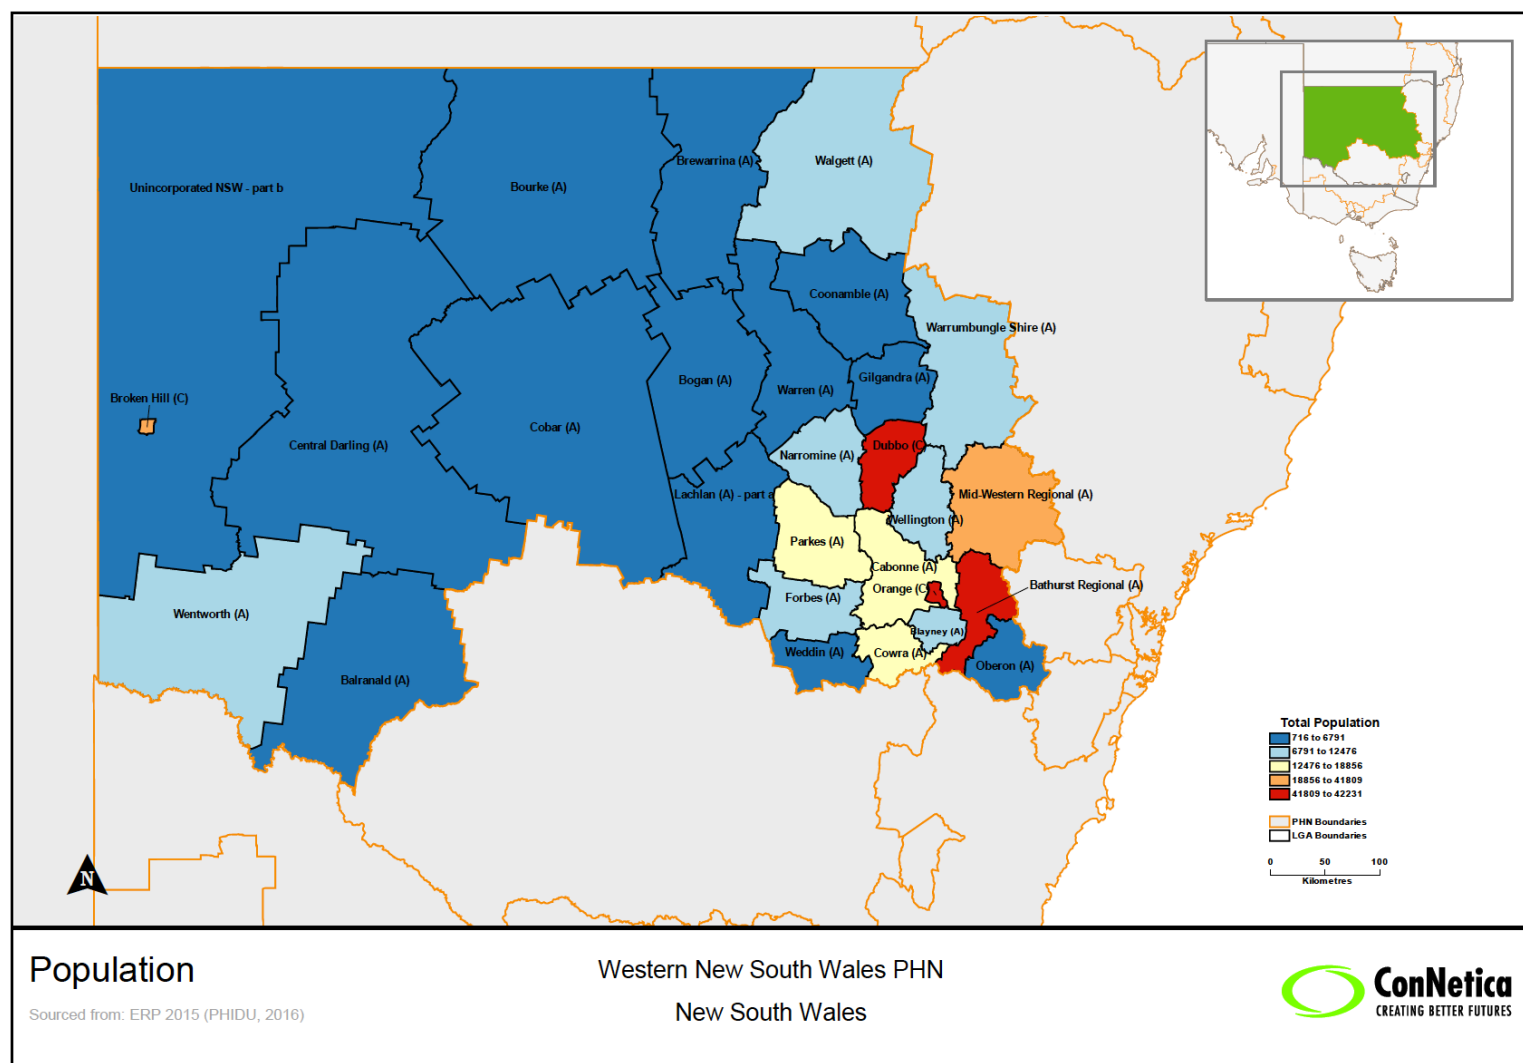 Brewarrina (A)
Walgett (A)
Unincorporated NSW - part b
Bourke (A)
Coonamble (A)
Warrumbungle Shire (A)
Bogan (A)
Gilgandra (A)
Warren (A)
Broken Hill (C)
Cobar (A)
Central Darling (A)
Dubbo (C
Narromine (A)
Lachlan (A) - part a
Mid-Western Regional (A)
Wellington (A)
Parkes (A)
Cabonne (A)
Bathurst Regional (A)
Orange (C
Forbes (A)
Wentworth (A)
Blayney (A)
Weddin (A)
Cowra (A)
Oberon (A)
Balranald (A)
Total Population
716 to 6791
6791 to 12476
12476 to 18856
18856 to 41809
41809 to 42231
PHN Boundaries
LGA Boundaries
0 50 100
Kilometres
N
Population
Sourced from: ERP 2015 (PHIDU, 2016)
Western New South Wales PHN
New South Wales
ConNetica
CREATING BETTER FUTURES